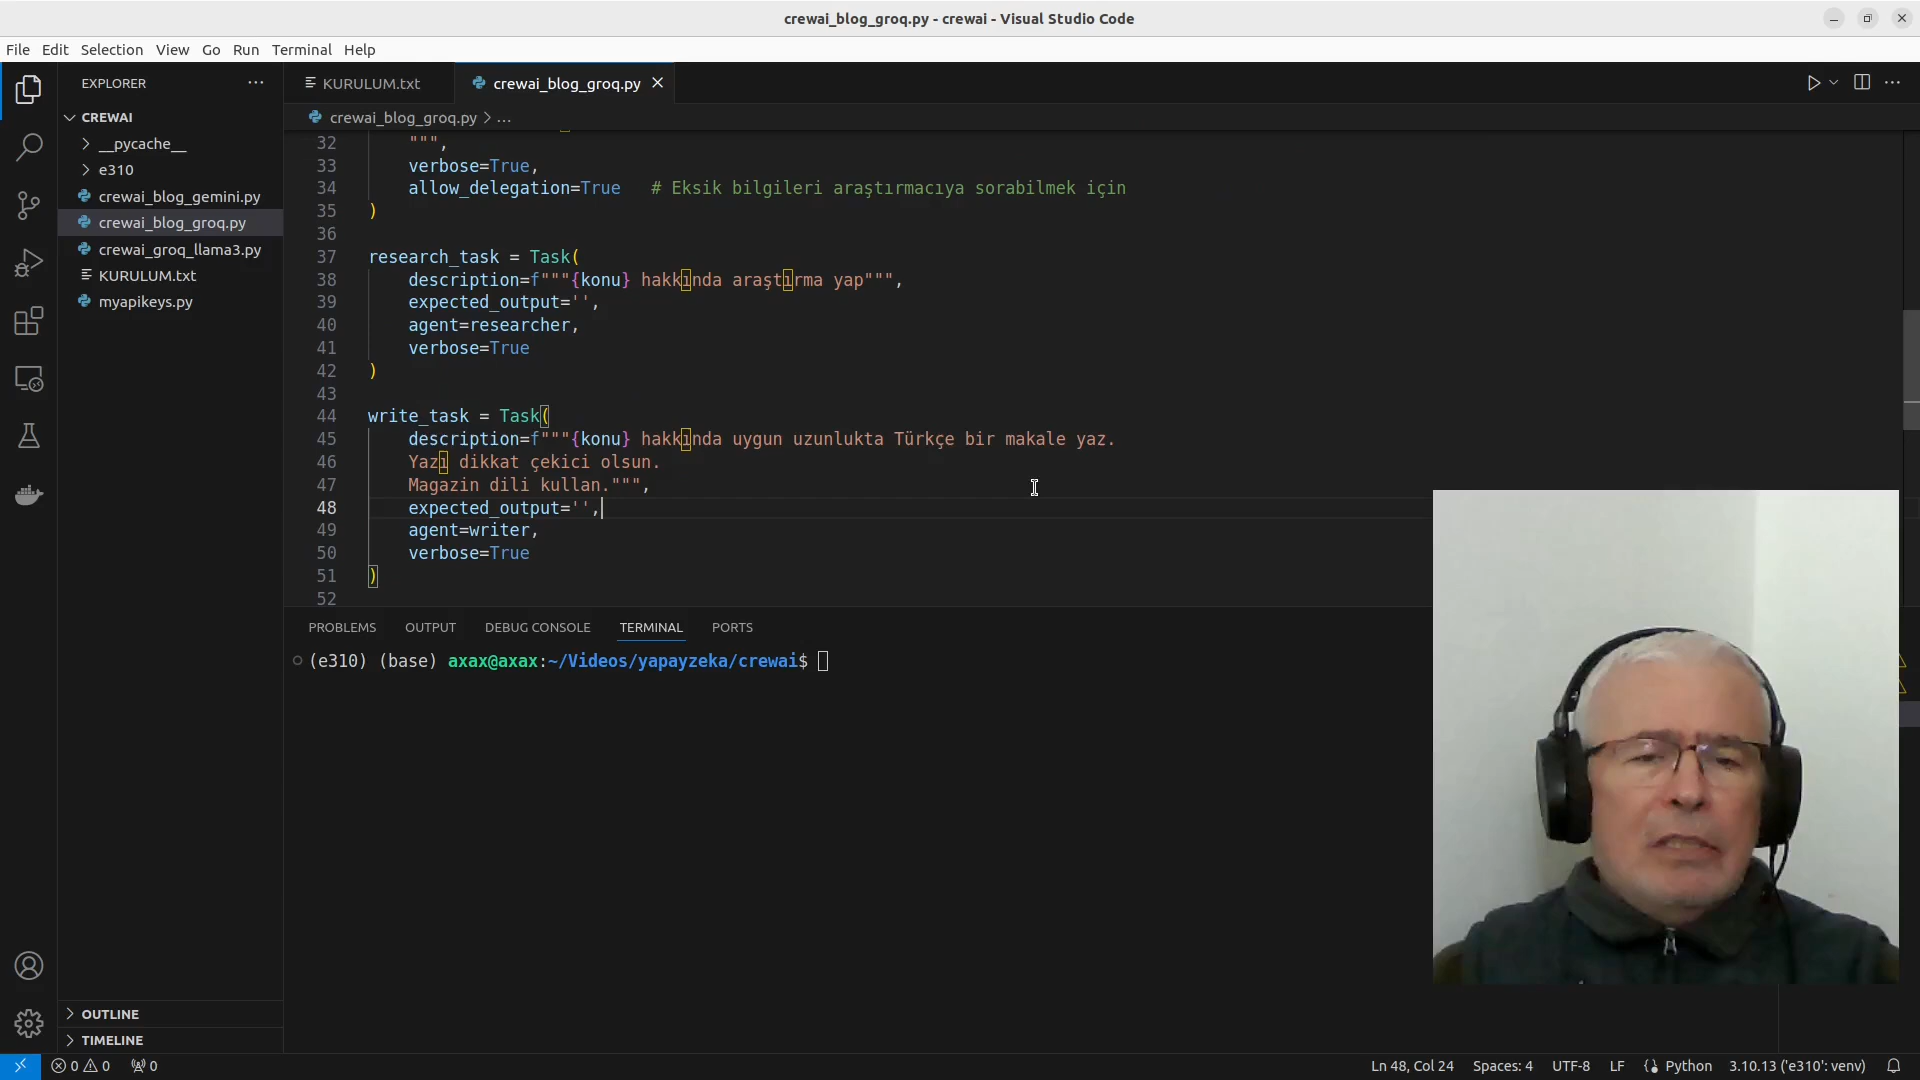 crewai_blog_groq.py - crewai - Visual Studio Code
File Edit Selection View Go Run Terminal Help
EXPLORER
CREWAI
__pycache__
e310
crewai_blog_gemini.py
crewai_blog_groq.py
crewai_groq_llama3.py
KURULUM.txt
myapikeys.py
OUTLINE
TIMELINE
KURULUM.txt crewai_blog_groq.py
crewai_blog_groq.py > ...
32 """,
33 verbose=True,
34 allow_delegation=True # Eksik bilgileri araştırmacıya sorabilmek için
35 )
36
37 research_task = Task(
38 description=f"""{konu} hakkında araştırma yap""",
39 expected_output='',
40 agent=researcher,
41 verbose=True
42 )
43
44 write_task = Task(
45 description=f"""{konu} hakkında uygun uzunlukta Türkçe bir makale yaz.
46 Yazı dikkat çekici olsun.
47 Magazin dili kullan.""",
48 expected_output='',
49 agent=writer,
50 verbose=True
51 )
52
PROBLEMS OUTPUT DEBUG CONSOLE TERMINAL PORTS
(e310) (base) axax@axax:~/Videos/yapayzeka/crewai$
0 0 0 Ln 48, Col 24 Spaces: 4 UTF-8 LF Python 3.10.13 ('e310': venv)